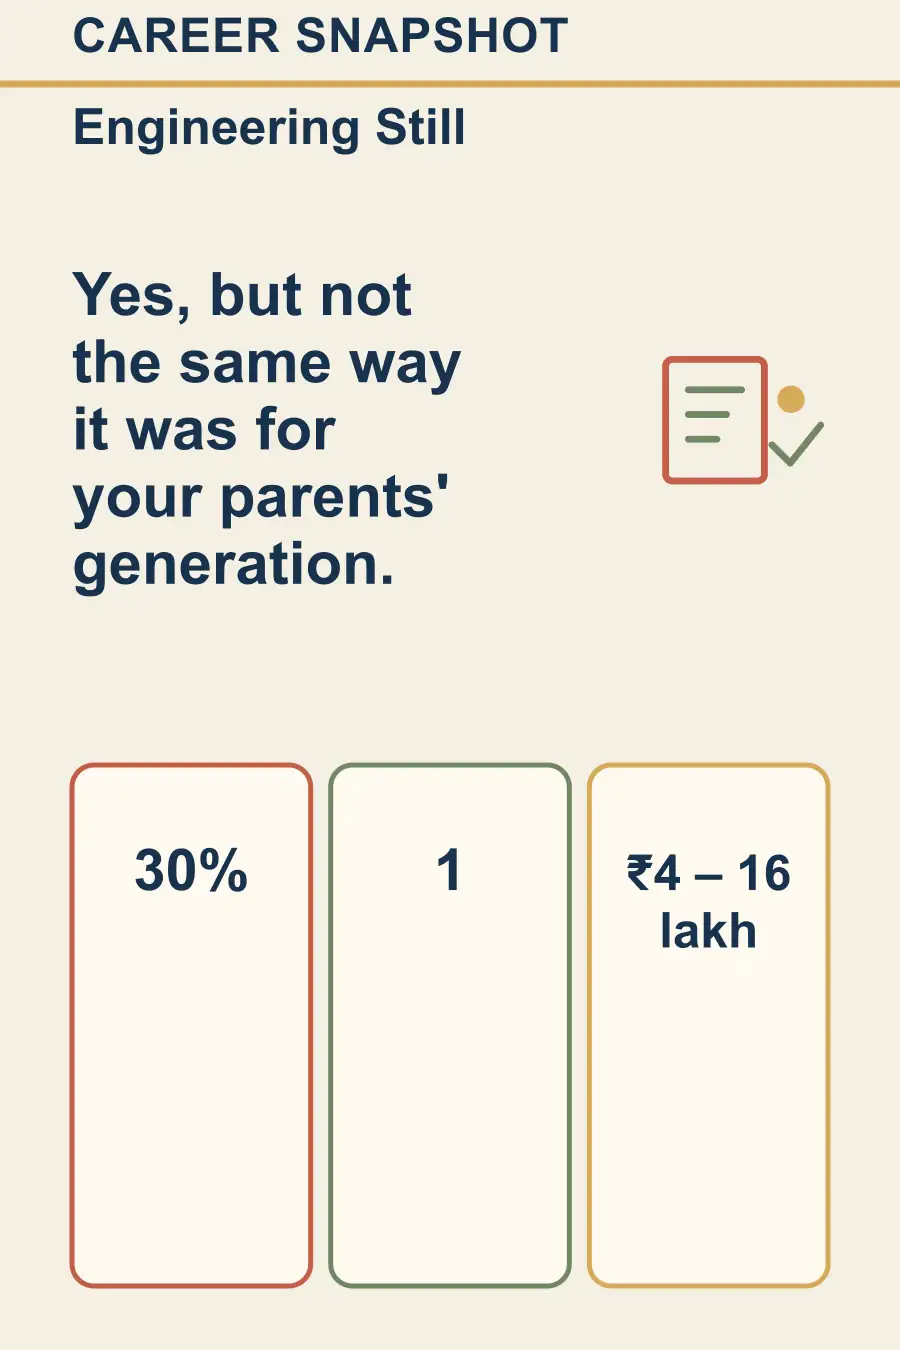 CAREER SNAPSHOT
Engineering Still
Yes, but not
the same way
it was for
your parents'
generation.
30%
1
₹4 – 16
lakh